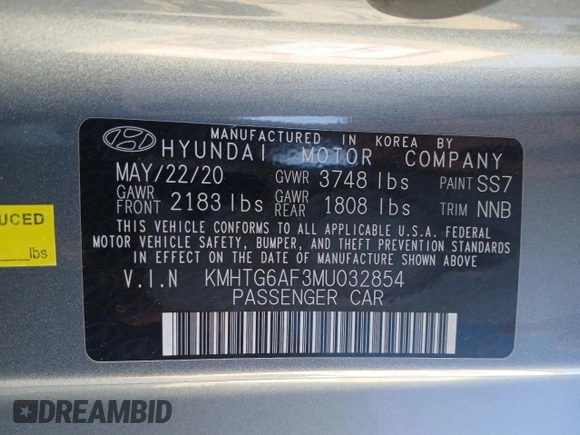 MANUFACTURED IN KOREA BY
HYUNDAI MOTOR COMPANY
MAY/22/20 GVWR 3748 lbs PAINT SS7
GAWR FRONT 2183 lbs GAWR REAR 1808 lbs TRIM NNB
THIS VEHICLE CONFORMS TO ALL APPLICABLE U.S.A. FEDERAL
MOTOR VEHICLE SAFETY, BUMPER, AND THEFT PREVENTION STANDARDS
IN EFFECT ON THE DATE OF MANUFACTURE SHOWN ABOVE
V.I.N KMHTG6AF3MU032854
PASSENGER CAR
UCED
lbs
DREAMBID